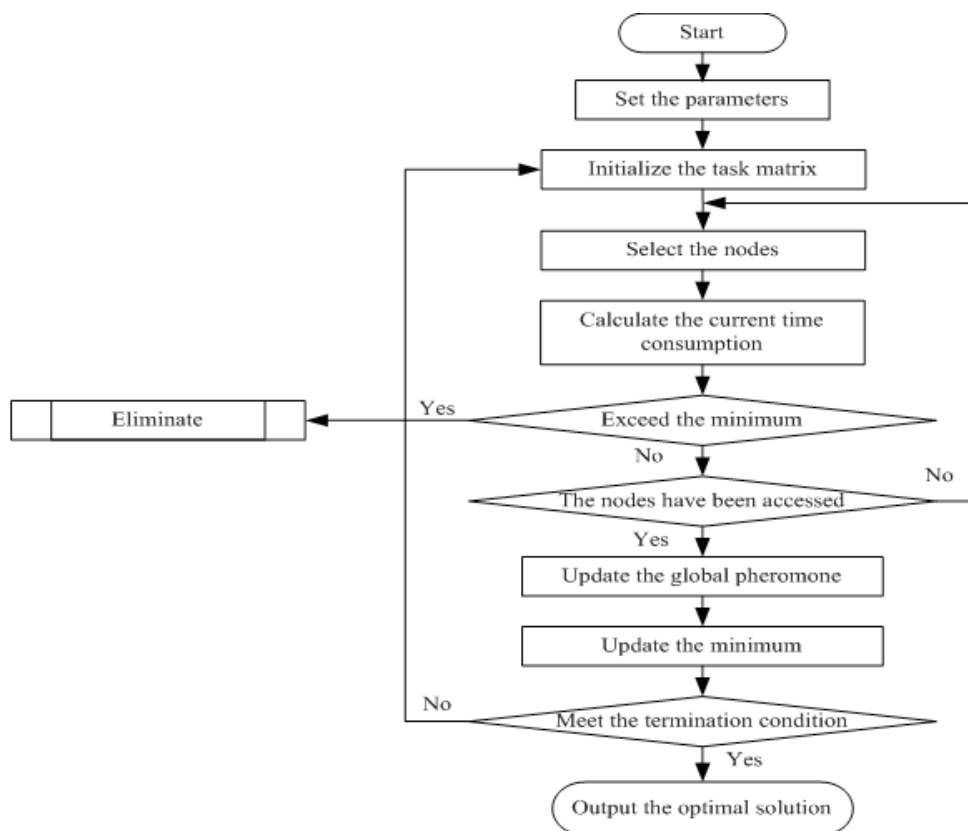 Start
Set the parameters
Initialize the task matrix
Select the nodes
Calculate the current time
consumption
Eliminate
Yes
Exceed the minimum
No
The nodes have been accessed
No
Yes
Update the global pheromone
Update the minimum
No
Meet the termination condition
Yes
Output the optimal solution